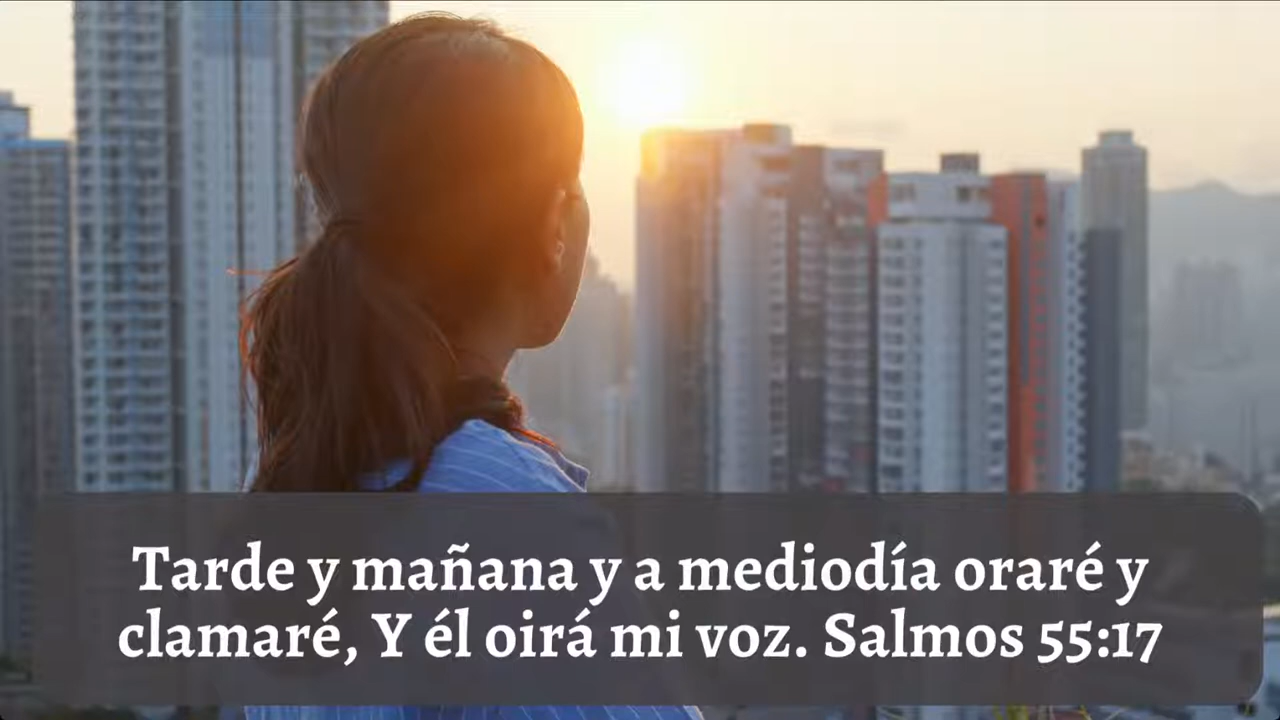 Tarde y mañana y a mediodía oraré y
clamaré, Y él oirá mi voz. Salmos 55:17